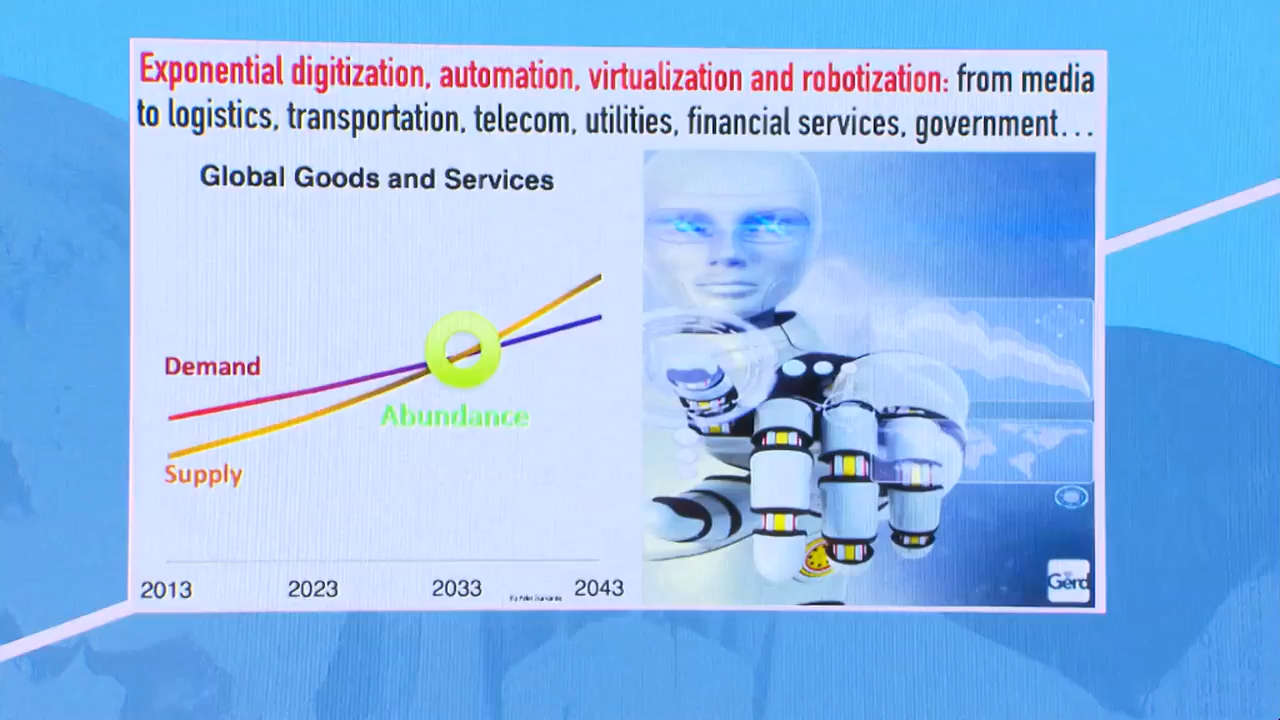 Exponential digitization, automation, virtualization and robotization: from media
to logistics, transportation, telecom, utilities, financial services, government...
Global Goods and Services
Demand
Abundance
Supply
2013 2023 2033 2043
Gerd